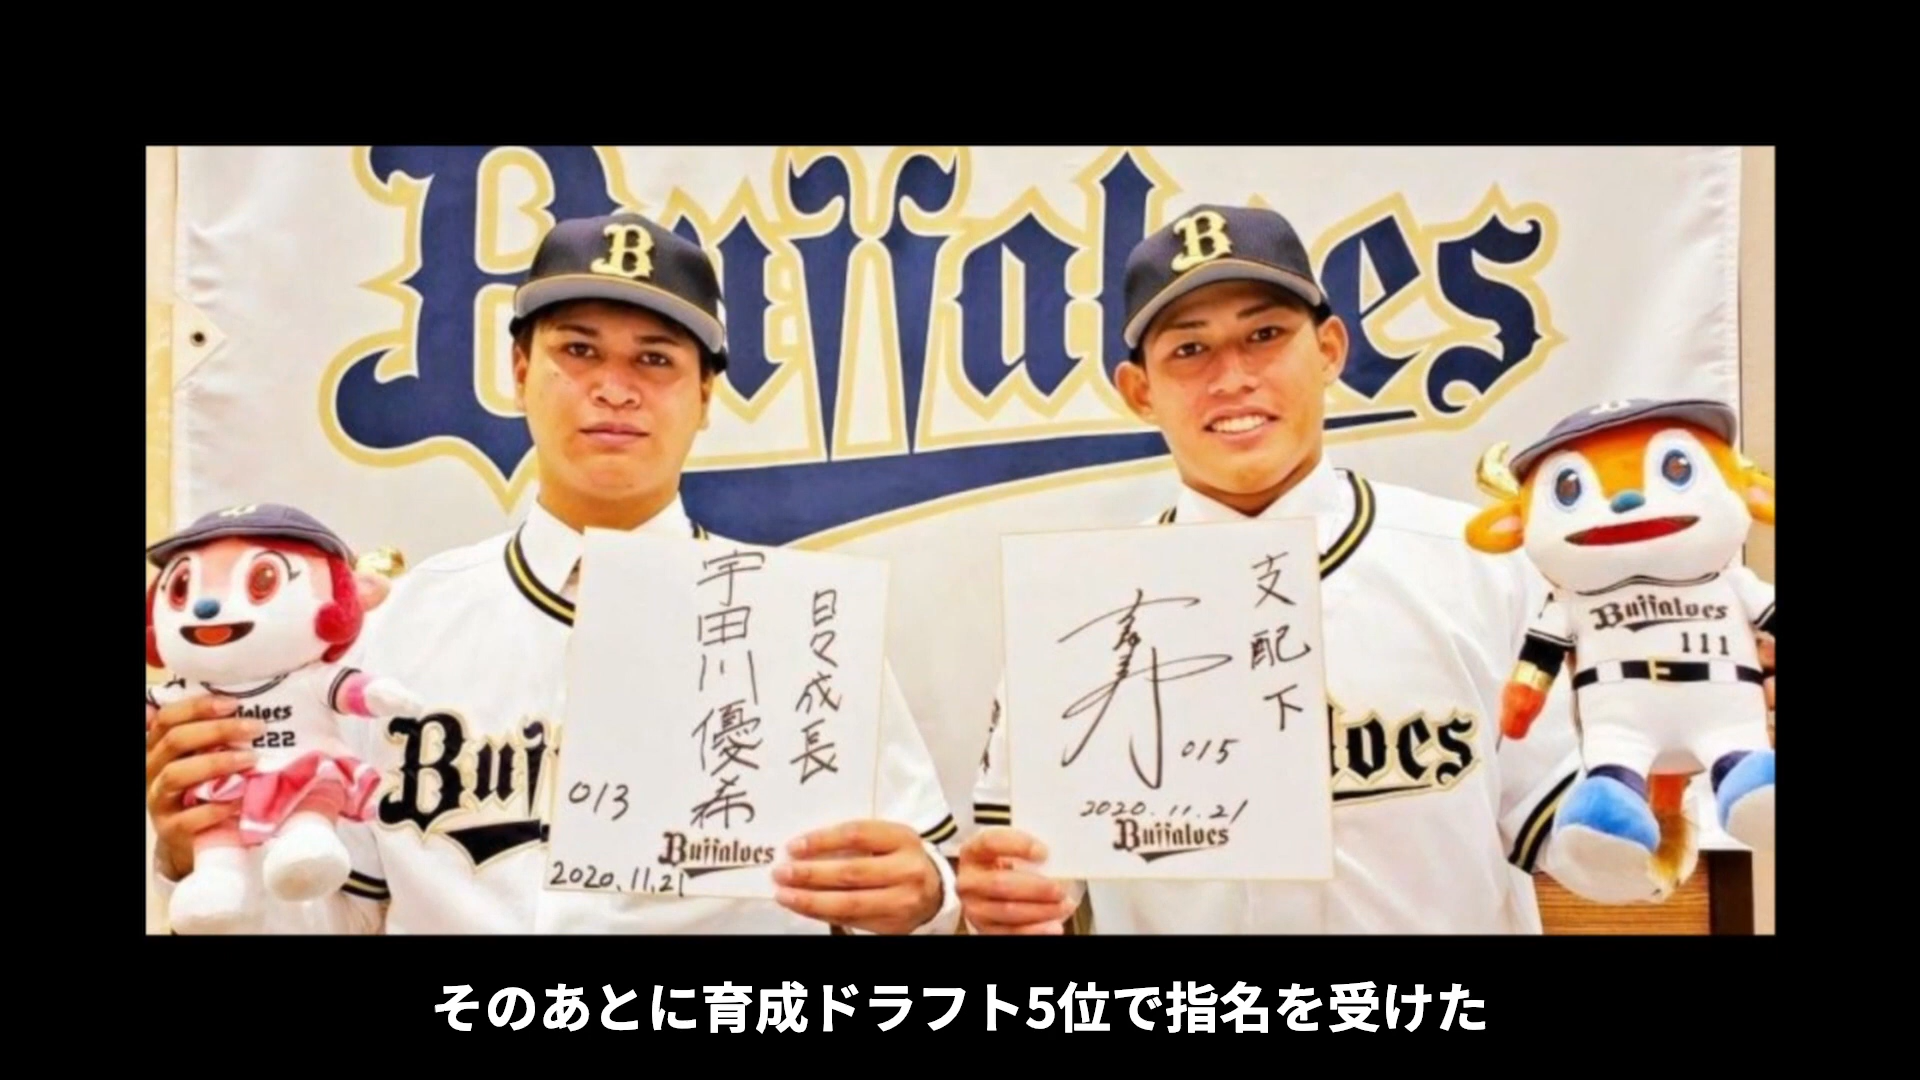 Buffaloes
B
B
日々成長
宇田川優希
013
Buffaloes
2020.11.21
支配下
015
2020.11.21
Buffaloes
Buffaloes
111
222
そのあとに育成ドラフト5位で指名を受けた